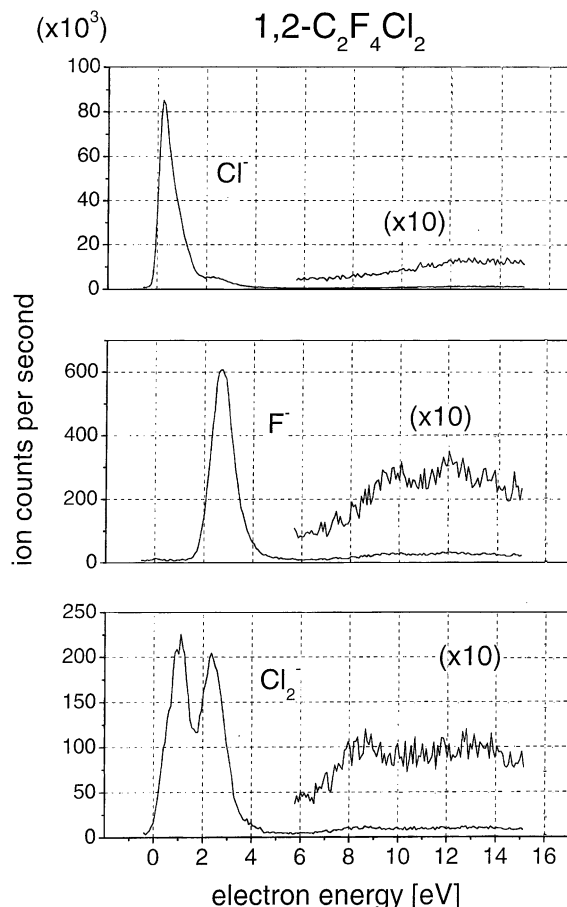 (x10³) 1,2-C₂F₄Cl₂
100
80
60
40
20
0
Cl⁻
(x10)
600
400
200
0
F⁻
(x10)
250
200
150
100
50
0
Cl₂⁻
(x10)
0 2 4 6 8 10 12 14 16
ion counts per second
electron energy [eV]